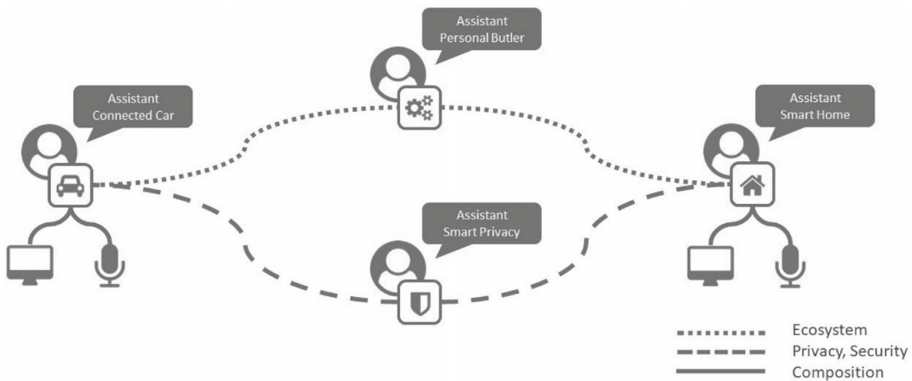 Assistant
Personal Butler
Assistant
Connected Car
Assistant
Smart Home
Assistant
Smart Privacy
Ecosystem
Privacy, Security
Composition